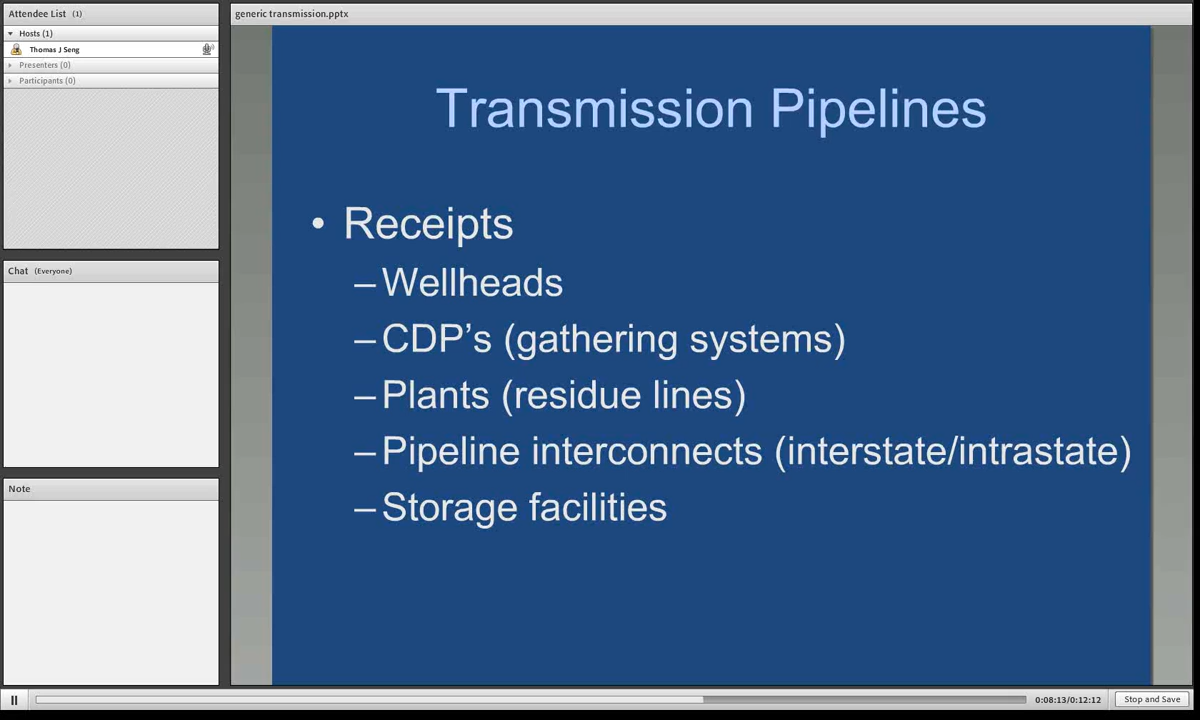 Attendee List (1)
Hosts (1)
Thomas J Seng
Presenters (0)
Participants (0)
Chat (Everyone)
Note
generic transmission.pptx
Transmission Pipelines
• Receipts
–Wellheads
–CDP’s (gathering systems)
–Plants (residue lines)
–Pipeline interconnects (interstate/intrastate)
–Storage facilities
0:08:13/0:12:12
Stop and Save